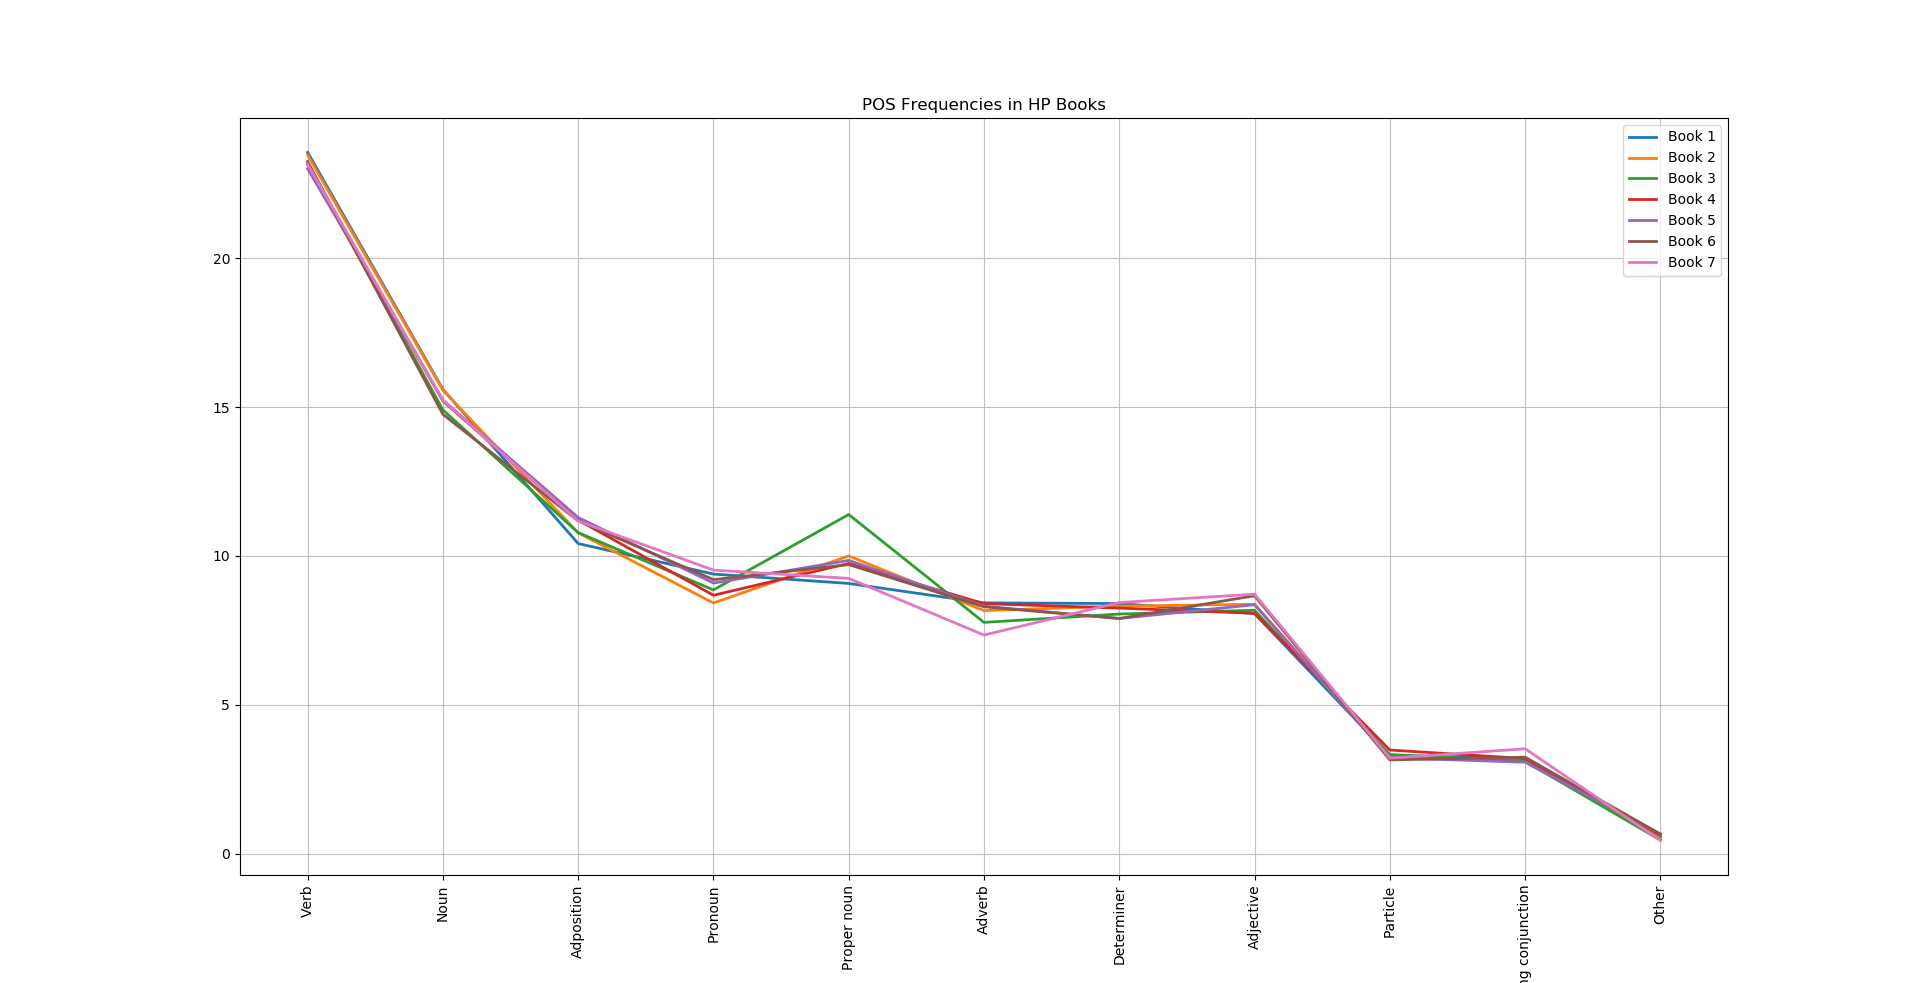 POS Frequencies in HP Books
Book 1
Book 2
Book 3
Book 4
Book 5
Book 6
Book 7
20
15
10
5
0
Verb
Noun
Adposition
Pronoun
Proper noun
Adverb
Determiner
Adjective
Particle
conjunction
Other